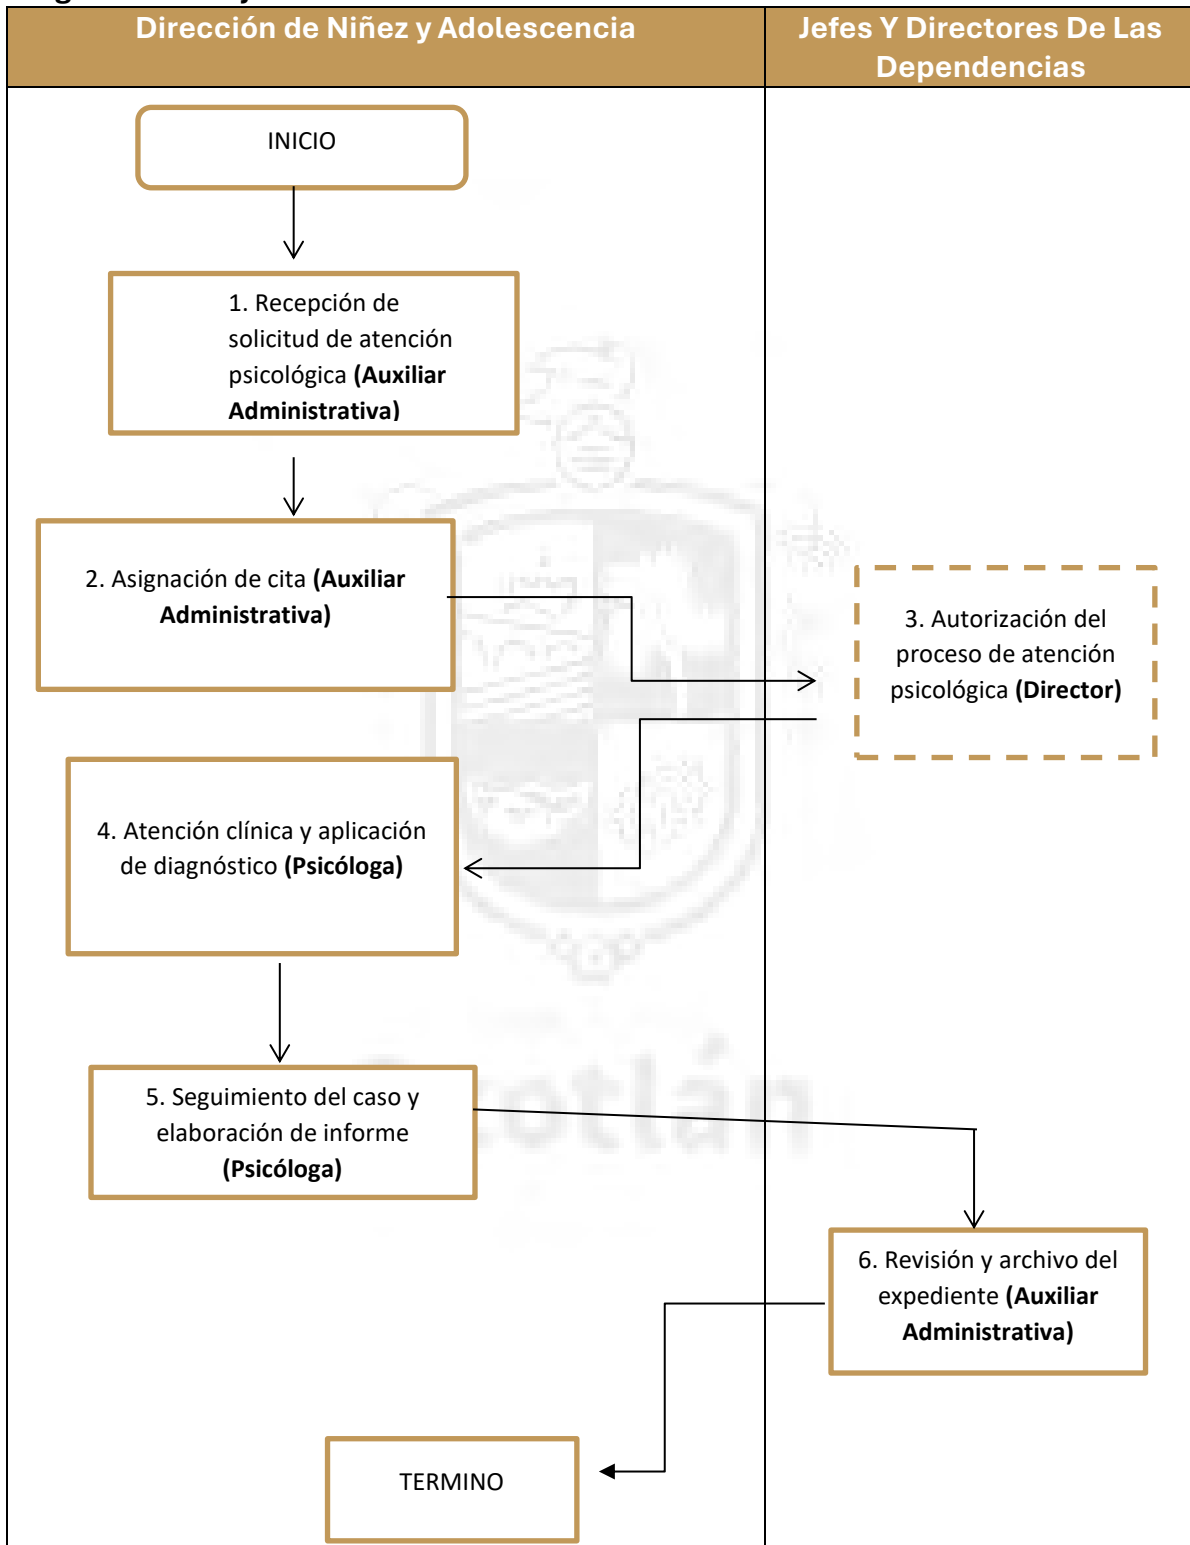 Dirección de Niñez y Adolescencia
Jefes Y Directores De Las
Dependencias
INICIO
1. Recepción de
solicitud de atención
psicológica (Auxiliar
Administrativa)
2. Asignación de cita (Auxiliar
Administrativa)
3. Autorización del
proceso de atención
psicológica (Director)
4. Atención clínica y aplicación
de diagnóstico (Psicóloga)
5. Seguimiento del caso y
elaboración de informe
(Psicóloga)
6. Revisión y archivo del
expediente (Auxiliar
Administrativa)
TERMINO